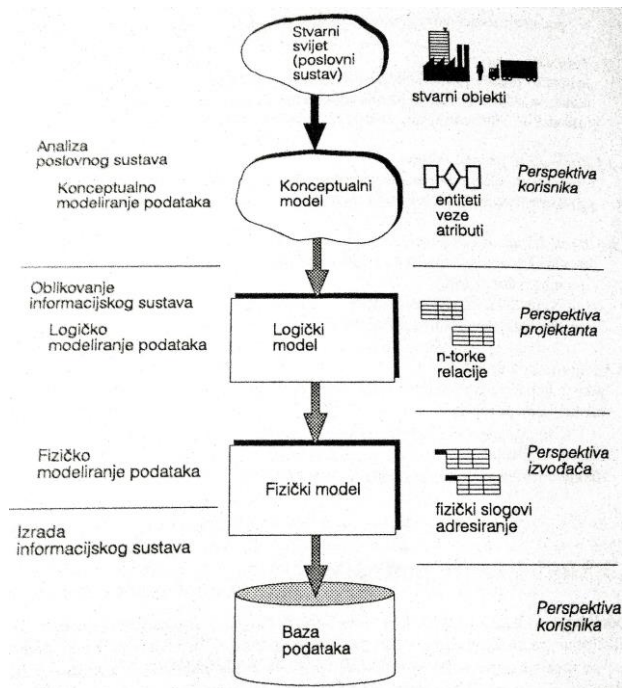 Stvarni
svijet
(poslovni
sustav)
stvarni objekti
Analiza
poslovnog sustava
Konceptualno
modeliranje podataka
Konceptualni
model
entiteti
veze
atributi
Perspektiva
korisnika
Oblikovanje
informacijskog sustava
Logičko
modeliranje podataka
Logički
model
n-torke
relacije
Perspektiva
projektanta
Fizičko
modeliranje podataka
Fizički model
fizički slogovi
adresiranje
Perspektiva
izvođača
Izrada
informacijskog sustava
Baza
podataka
Perspektiva
korisnika